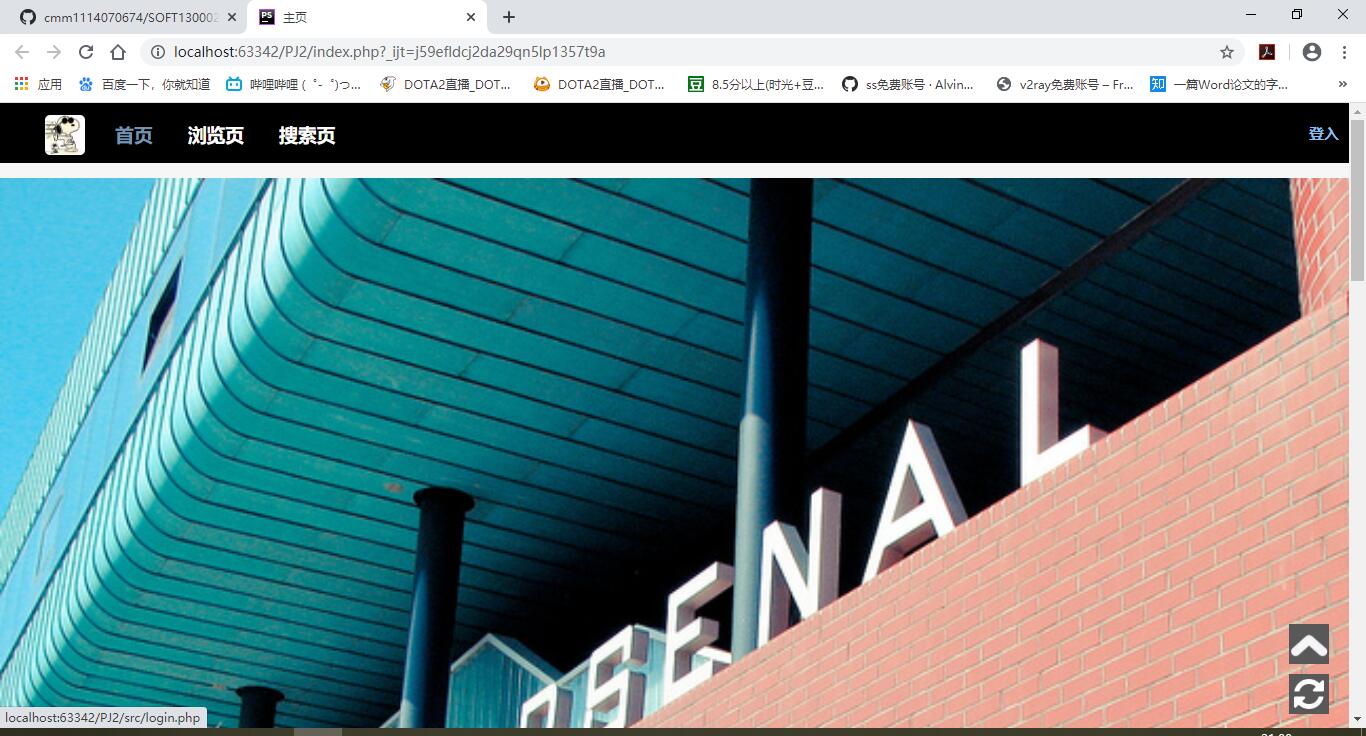 cmm1114070674/SOFT130002
PS 主页
localhost:63342/PJ2/index.php?_ijt=j59efldcj2da29qn5lp1357t9a
应用 百度一下，你就知道 哔哩哔哩 ( ゜- ゜)つ... DOTA2直播_DOT... DOTA2直播_DOT... 豆 8.5分以上(时光+豆... ss免费账号 · Alvin... v2ray免费账号 – Fr... 知 一篇Word论文的字... »
首页 浏览页 搜索页 登入
SENAL
localhost:63342/PJ2/src/login.php